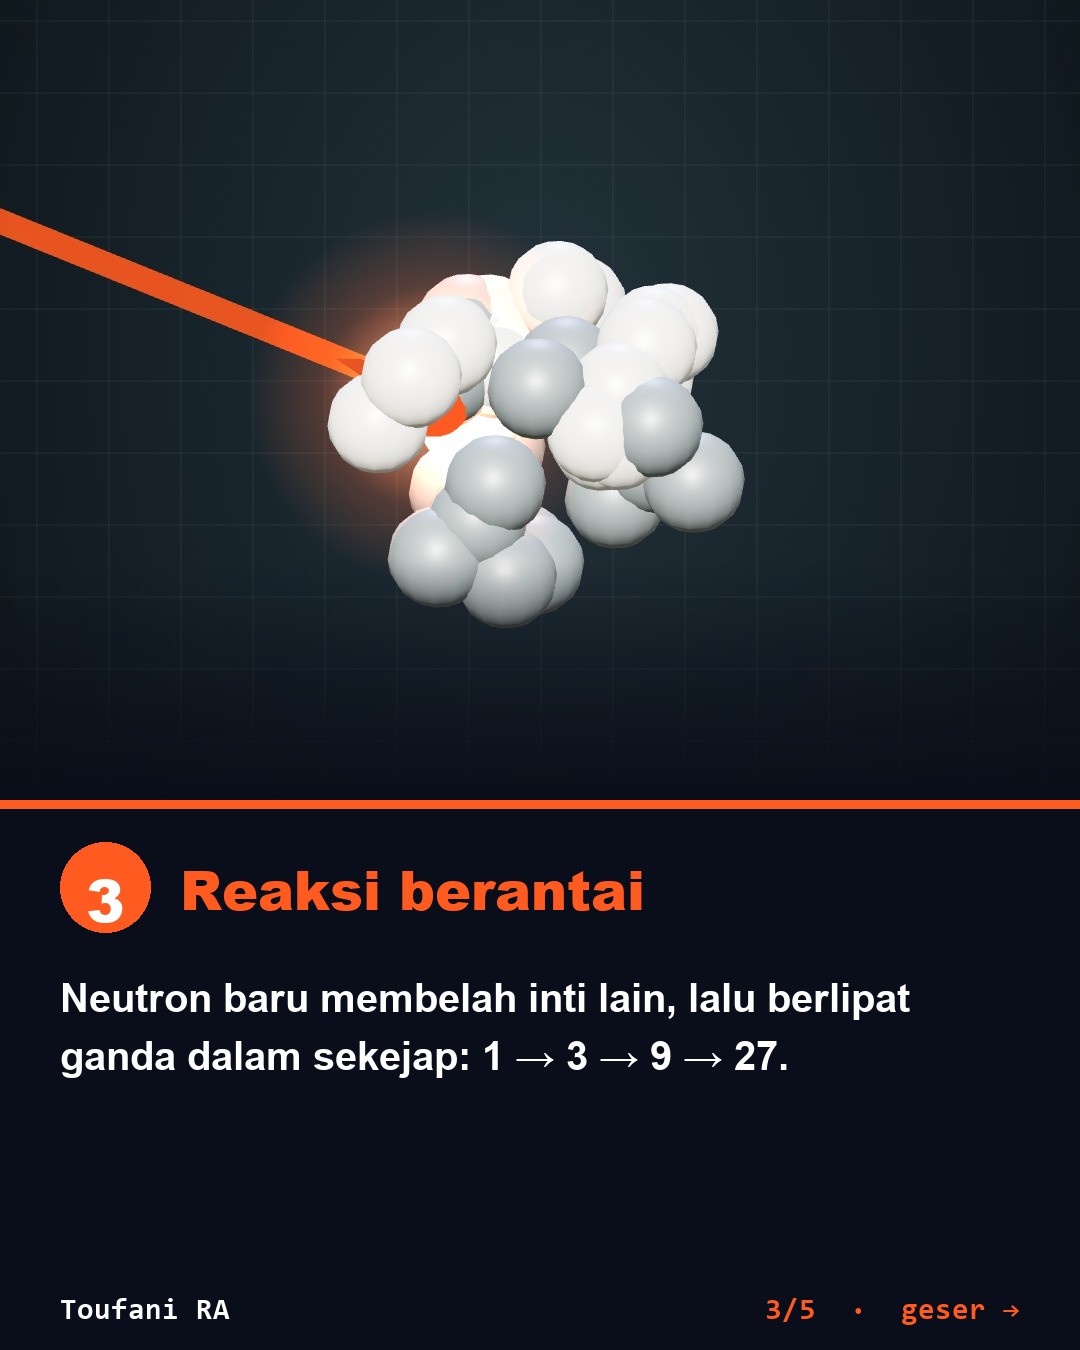 3
Reaksi berantai
Neutron baru membelah inti lain, lalu berlipat
ganda dalam sekejap: 1 → 3 → 9 → 27.
Toufani RA
3/5 · geser →